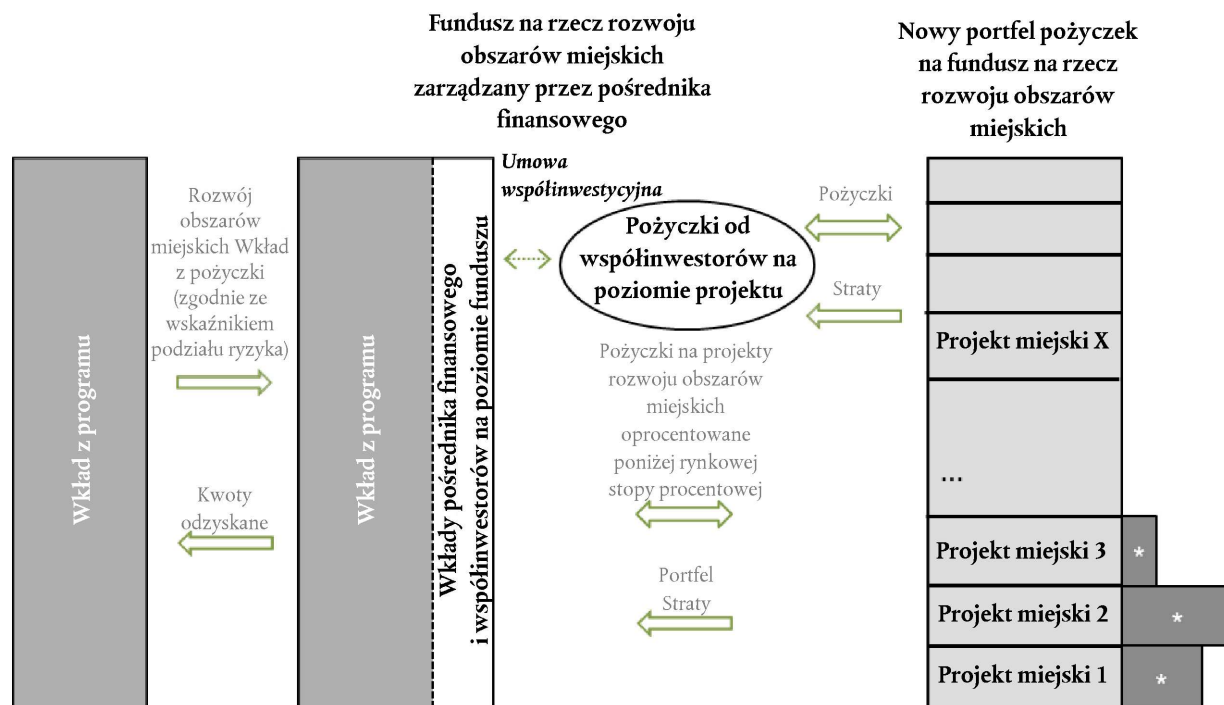 Fundusz na rzecz rozwoju
obszarów miejskich
zarządzany przez pośrednika
finansowego
Nowy portfel pożyczek
na fundusz na rzecz
rozwoju obszarów
miejskich
Wkład z programu
Rozwój
obszarów
miejskich Wkład
z pożyczki
(zgodnie ze
wskaźnikiem
podziału ryzyka)
Kwoty
odzyskane
Wkład z programu
Wkłady pośrednika finansowego
i współinwestorów na poziomie funduszu
Umowa
współinwestycyjna
Pożyczki od
współinwestorów na
poziomie projektu
Pożyczki
Straty
Pożyczki na projekty
rozwoju obszarów
miejskich
oprocentowane
poniżej rynkowej
stopy procentowej
Portfel
Straty
Projekt miejski X
...
Projekt miejski 3
*
Projekt miejski 2
*
Projekt miejski 1
*